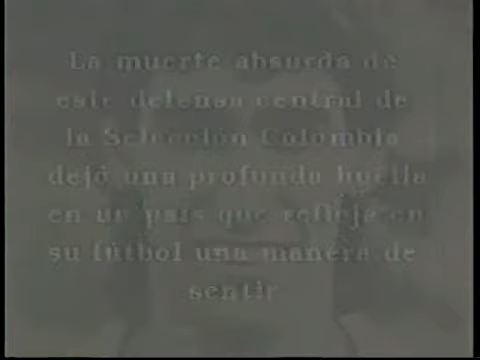 La muerte absurda de
este defensa central de
la Selección Colombia
dejó una profunda huella
en un país que refleja en
su fútbol una manera de
sentir